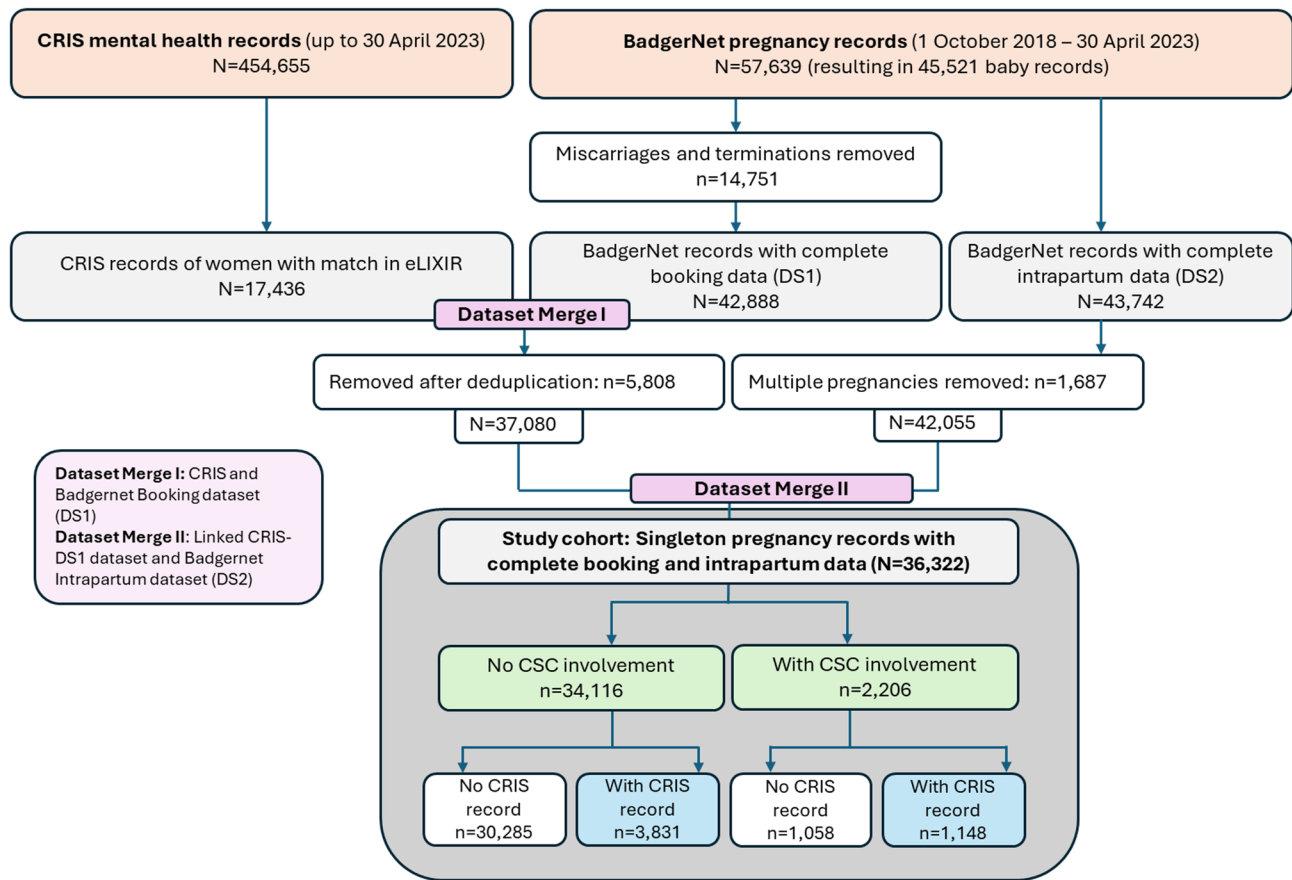 CRIS mental health records (up to 30 April 2023)
N=454,655
BadgerNet pregnancy records (1 October 2018 – 30 April 2023)
N=57,639 (resulting in 45,521 baby records)
Miscarriages and terminations removed
n=14,751
CRIS records of women with match in eLIXIR
N=17,436
BadgerNet records with complete
booking data (DS1)
N=42,888
BadgerNet records with complete
intrapartum data (DS2)
N=43,742
Dataset Merge I
Removed after deduplication: n=5,808
N=37,080
Multiple pregnancies removed: n=1,687
N=42,055
Dataset Merge I: CRIS and
Badgernet Booking dataset
(DS1)
Dataset Merge II: Linked CRIS-
DS1 dataset and Badgernet
Intrapartum dataset (DS2)
Dataset Merge II
Study cohort: Singleton pregnancy records with
complete booking and intrapartum data (N=36,322)
No CSC involvement
n=34,116
With CSC involvement
n=2,206
No CRIS
record
n=30,285
With CRIS
record
n=3,831
No CRIS
record
n=1,058
With CRIS
record
n=1,148